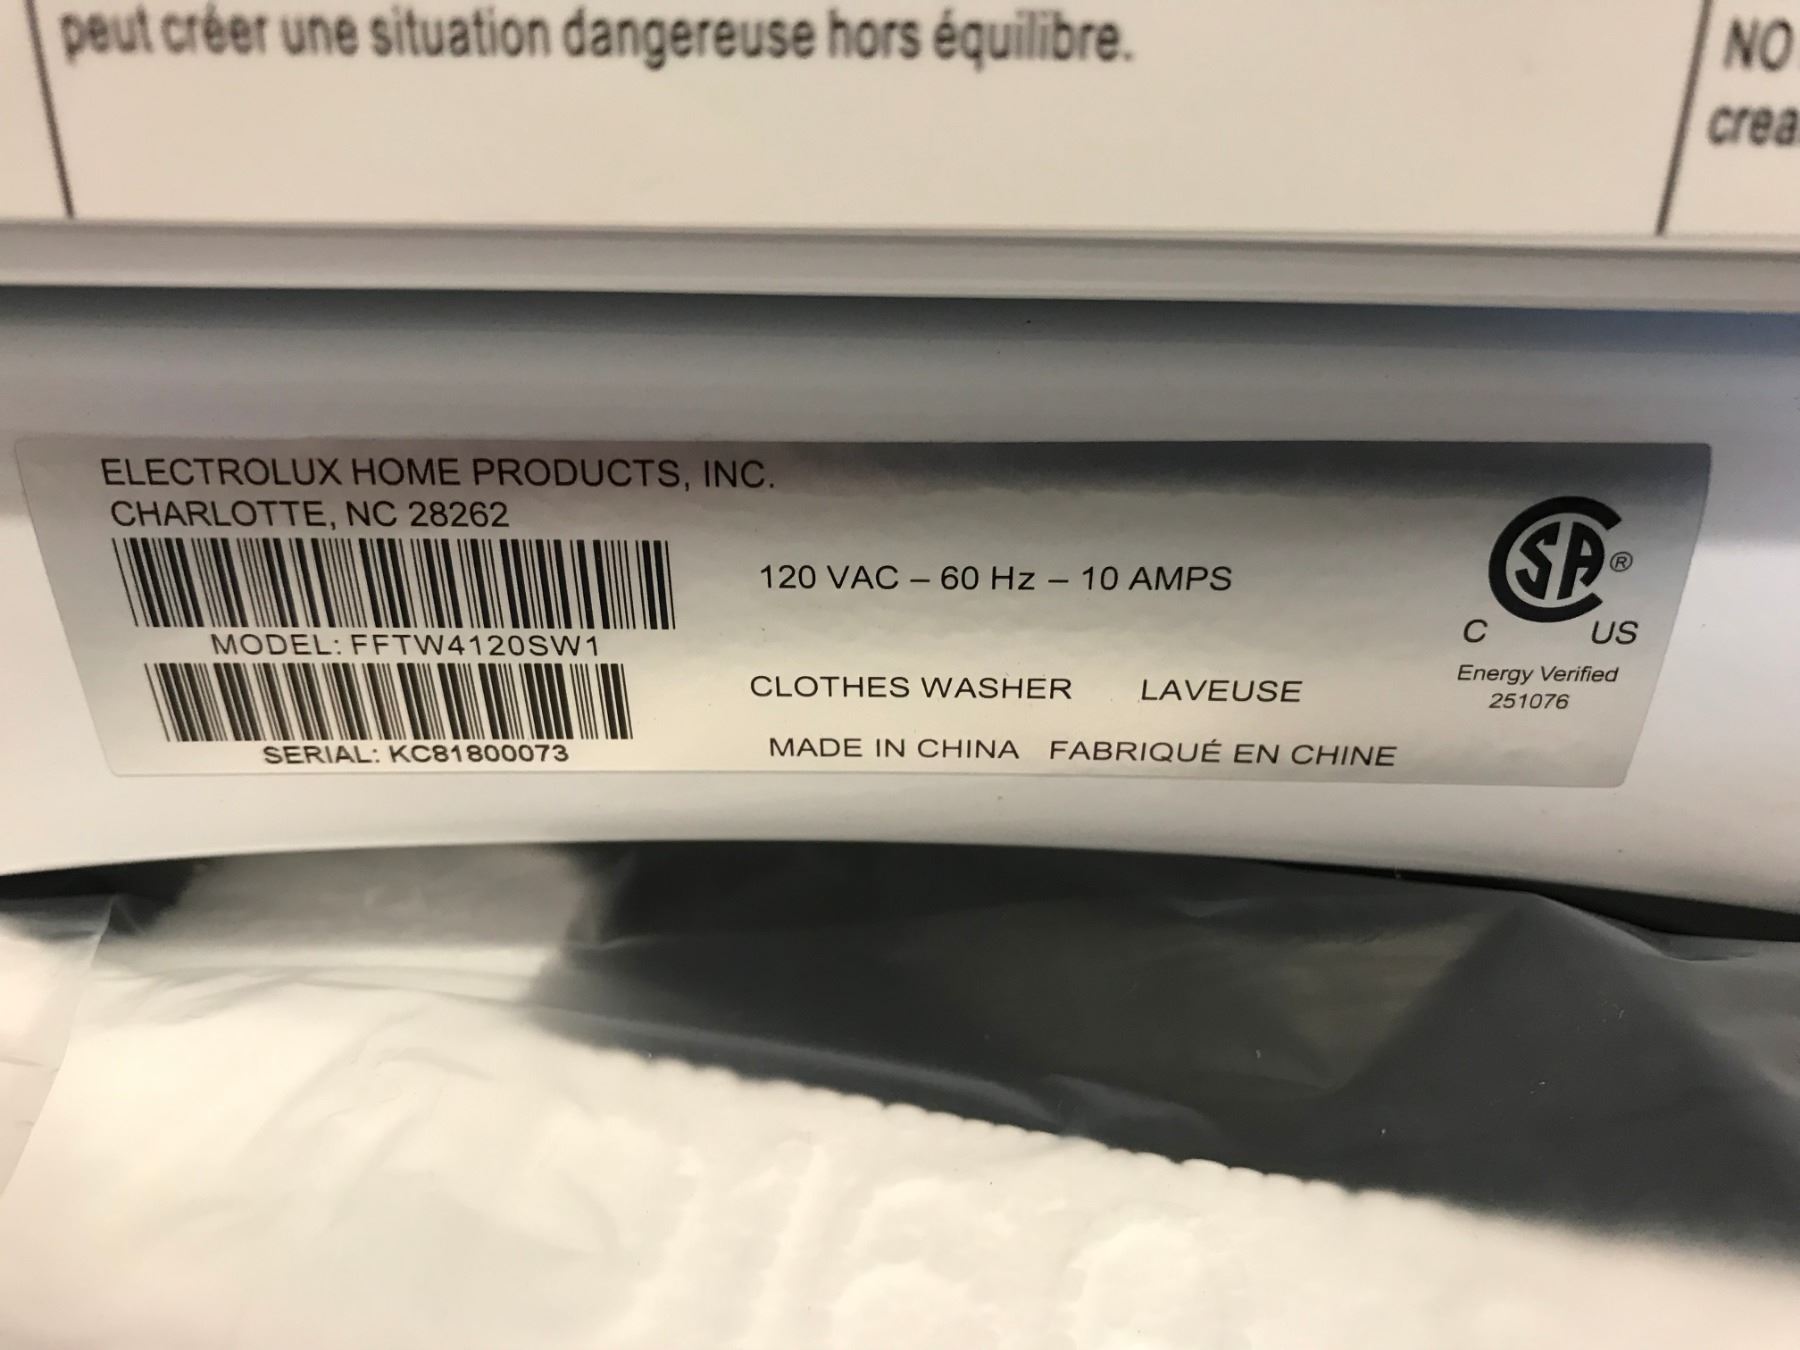 peut créer une situation dangereuse hors équilibre.
NO
crea
ELECTROLUX HOME PRODUCTS, INC.
CHARLOTTE, NC 28262
MODEL: FFTW4120SW1
SERIAL: KC81800073
120 VAC – 60 Hz – 10 AMPS
CLOTHES WASHER LAVEUSE
MADE IN CHINA FABRIQUÉ EN CHINE
SA®
C US
Energy Verified
251076